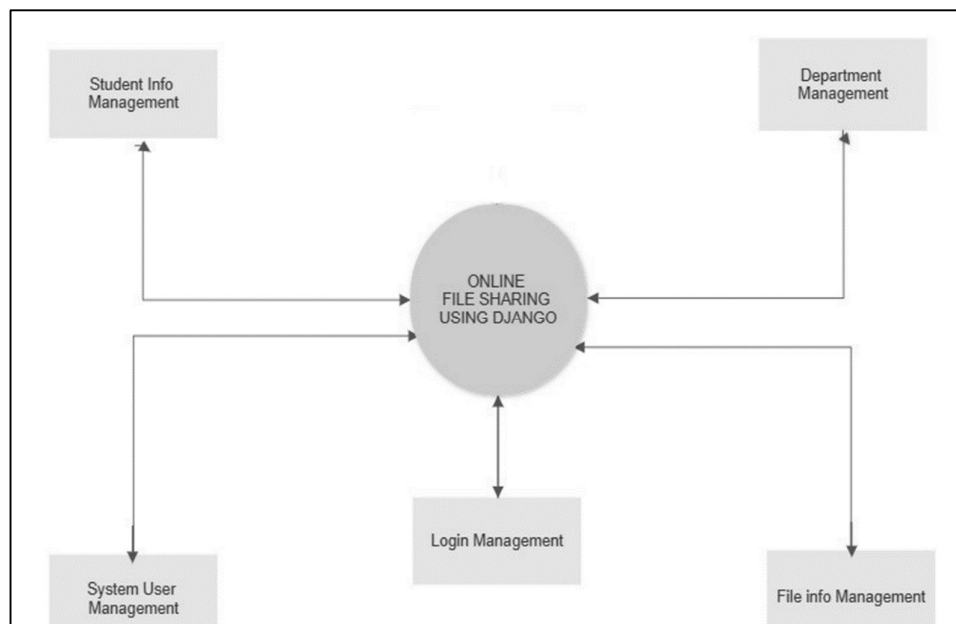 Student Info
Management
Department
Management
ONLINE
FILE SHARING
USING DJANGO
Login Management
System User
Management
File info Management